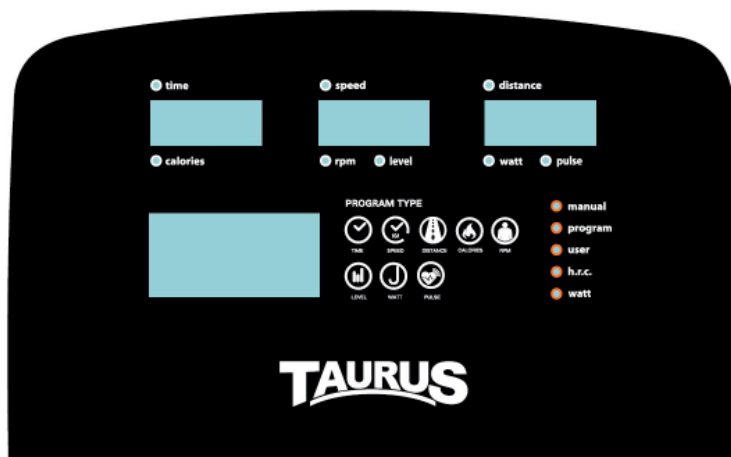 time speed distance
calories rpm level watt pulse
PROGRAM TYPE
manual
program
user
h.r.c.
watt
TIME SPEED DISTANCE CALORIES RPM
LEVEL WATT PULSE
TAURUS